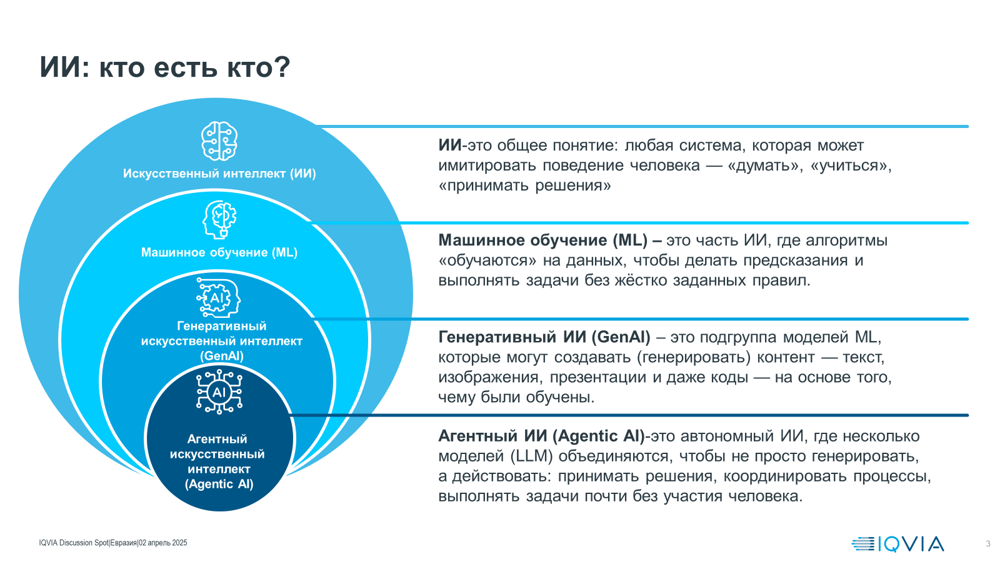 ИИ: кто есть кто?
Искусственный интеллект (ИИ)
Машинное обучение (ML)
AI
Генеративный
искусственный интеллект
(GenAI)
AI
Агентный
искусственный
интеллект
(Agentic AI)
ИИ-это общее понятие: любая система, которая может
имитировать поведение человека — «думать», «учиться»,
«принимать решения»
Машинное обучение (ML) – это часть ИИ, где алгоритмы
«обучаются» на данных, чтобы делать предсказания и
выполнять задачи без жёстко заданных правил.
Генеративный ИИ (GenAI) – это подгруппа моделей ML,
которые могут создавать (генерировать) контент — текст,
изображения, презентации и даже коды — на основе того,
чему были обучены.
Агентный ИИ (Agentic AI)-это автономный ИИ, где несколько
моделей (LLM) объединяются, чтобы не просто генерировать,
а действовать: принимать решения, координировать процессы,
выполнять задачи почти без участия человека.
IQVIA Discussion Spot|Евразия|02 апрель 2025
IQVIA
3